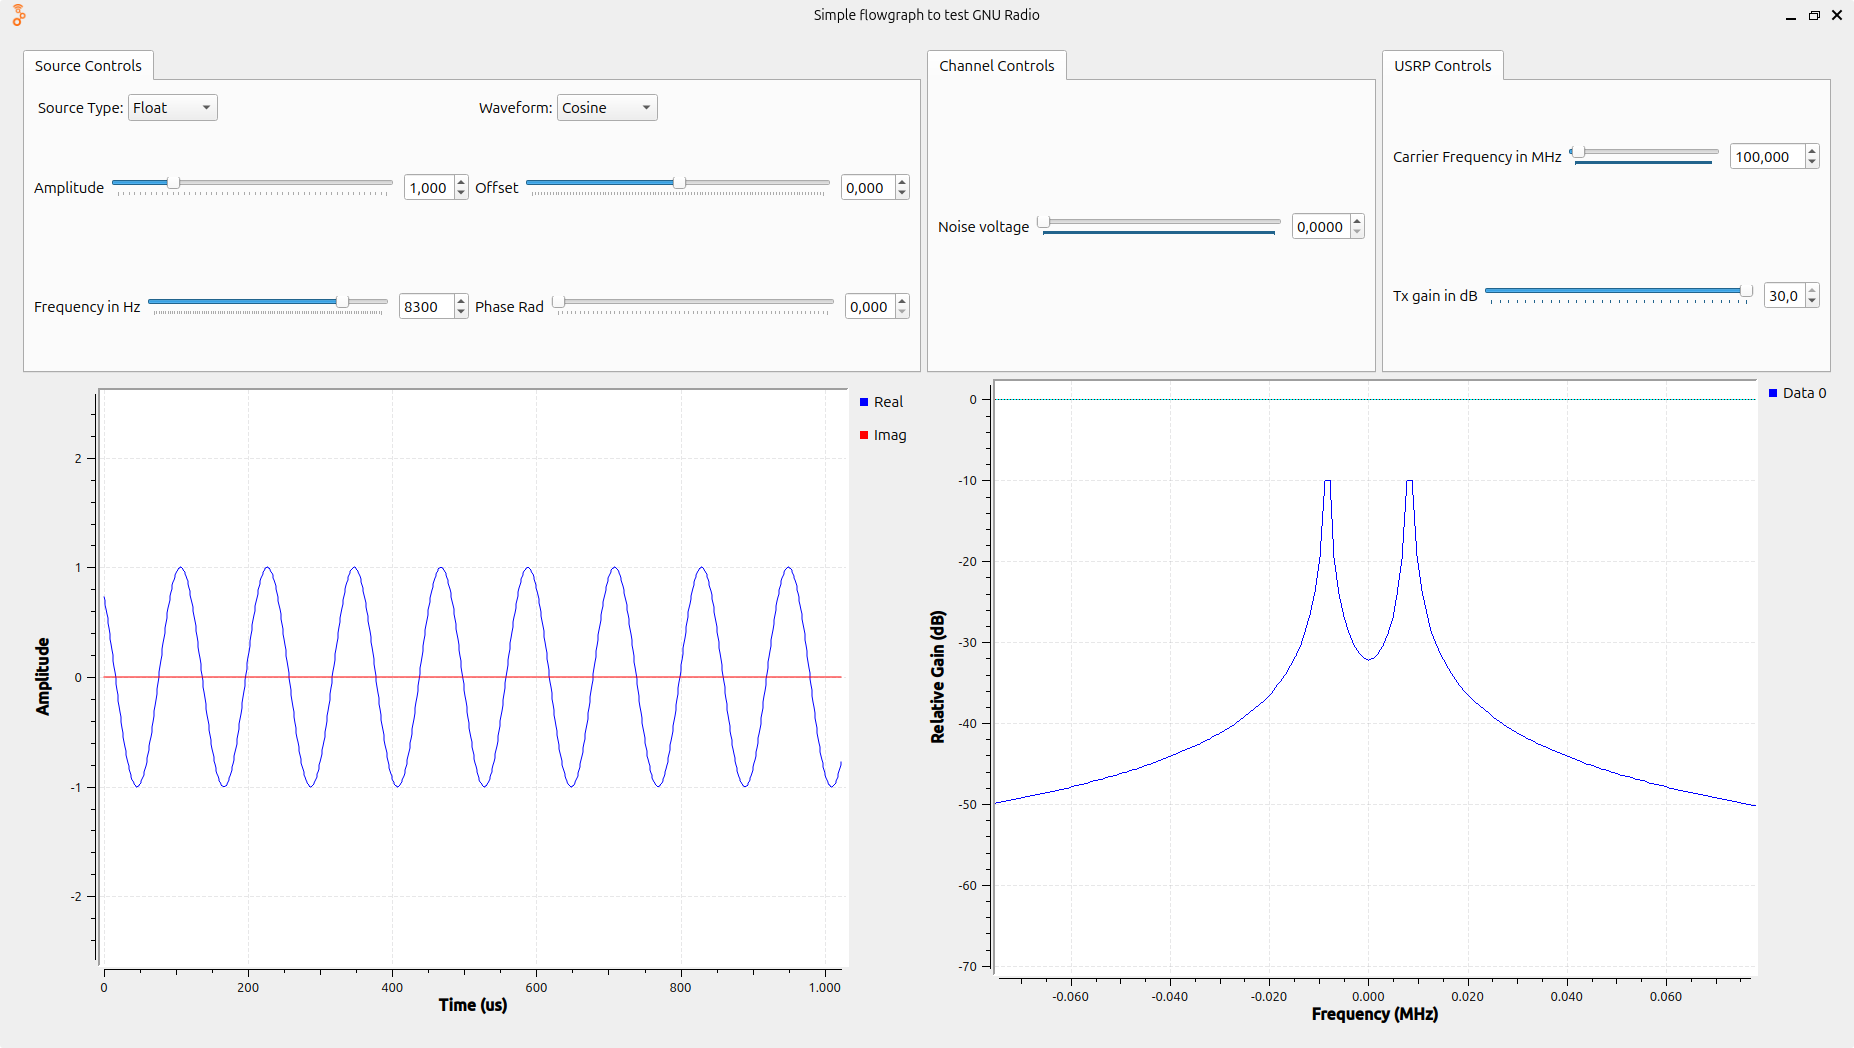 Simple flowgraph to test GNU Radio
Source Controls
Source Type: Float
Waveform: Cosine
Amplitude 1,000
Offset 0,000
Frequency in Hz 8300
Phase Rad 0,000
Channel Controls
Noise voltage 0,0000
USRP Controls
Carrier Frequency in MHz 100,000
Tx gain in dB 30,0
Amplitude
2
1
0
-1
-2
0 200 400 600 800 1.000
Time (us)
Real
Imag
Relative Gain (dB)
0
-10
-20
-30
-40
-50
-60
-70
-0.060 -0.040 -0.020 0.000 0.020 0.040 0.060
Frequency (MHz)
Data 0